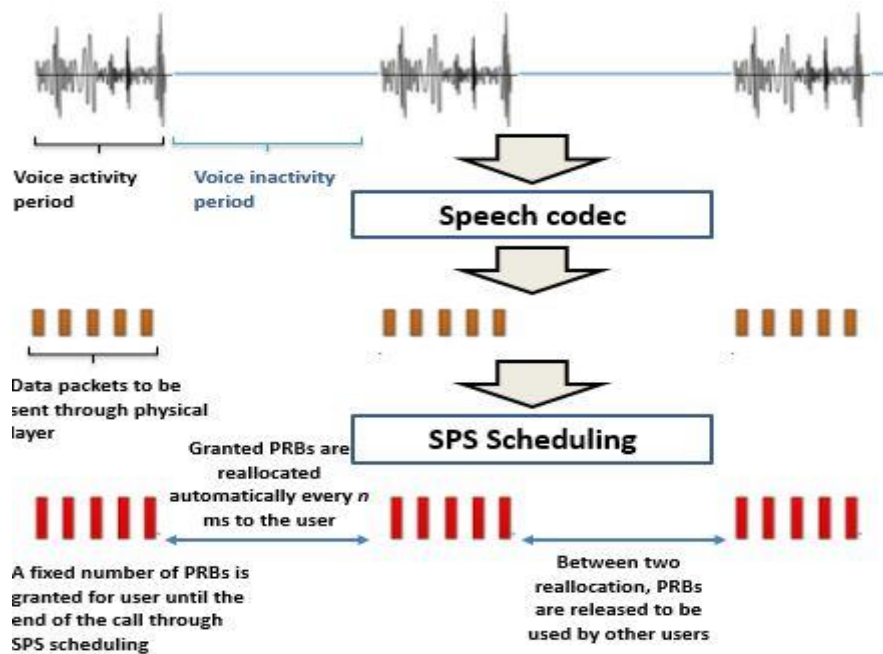 Voice activity
period
Voice inactivity
period
Speech codec
Data packets to be
sent through physical
layer
SPS Scheduling
Granted PRBs are
reallocated
automatically every n
ms to the user
A fixed number of PRBs is
granted for user until the
end of the call through
SPS scheduling
Between two
reallocation, PRBs
are released to be
used by other users